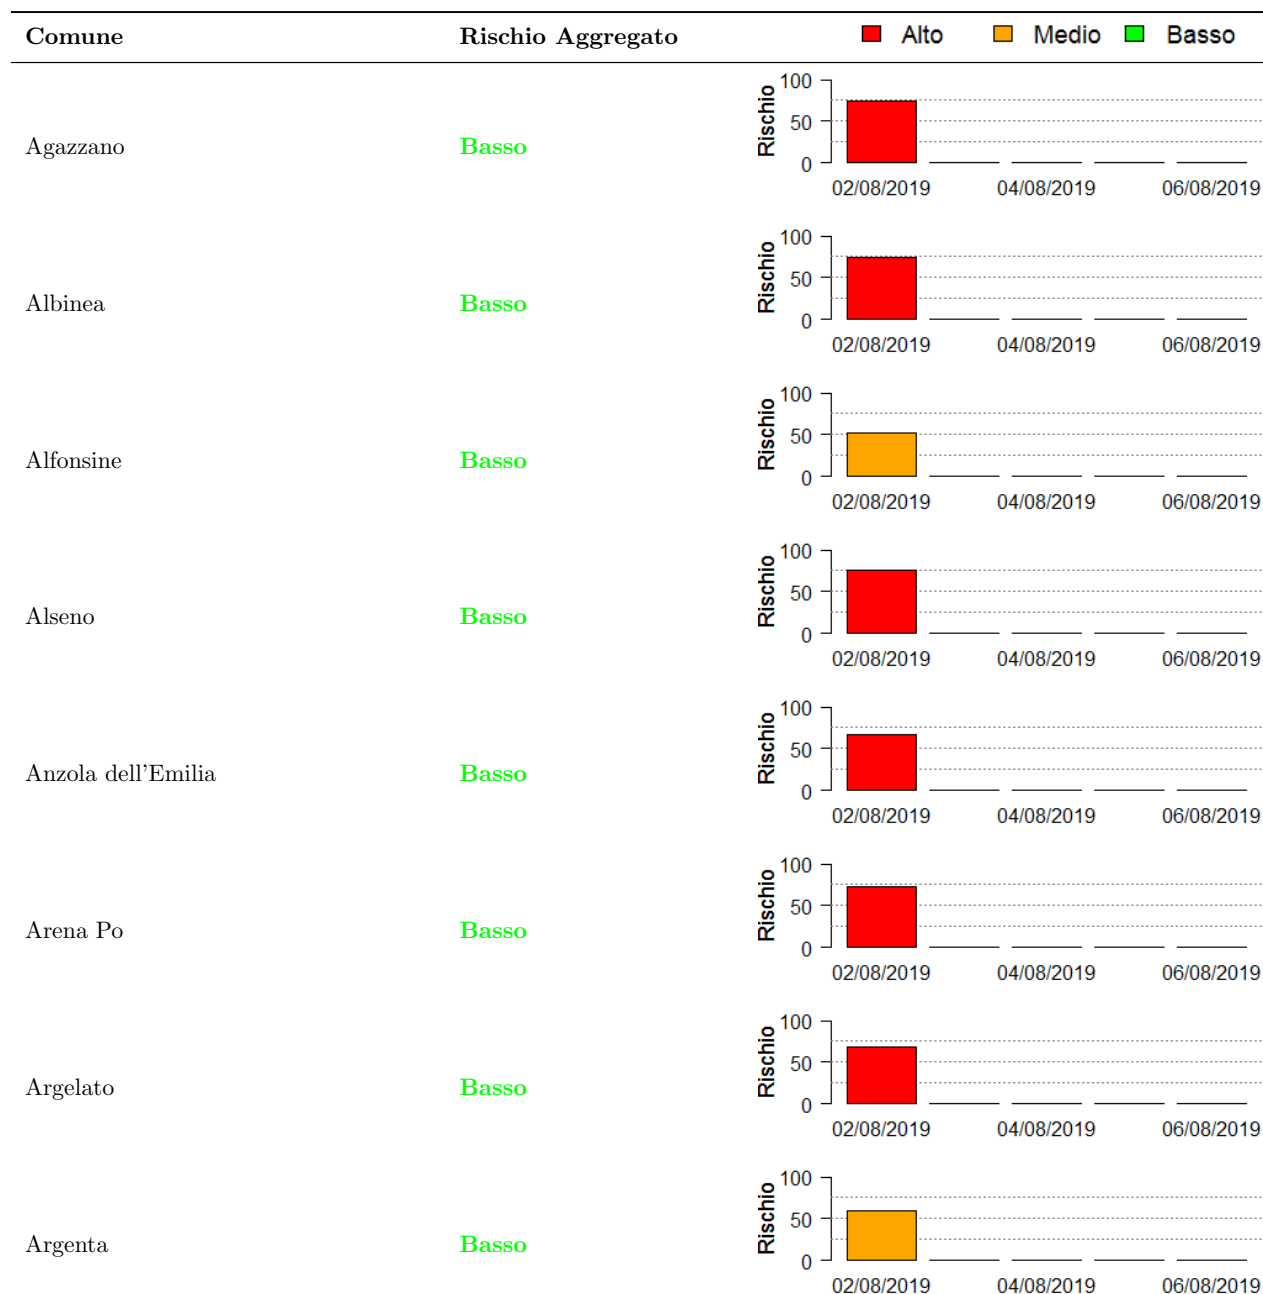 Comune Rischio Aggregato Alto Medio Basso
100
Rischio
50
Agazzano Basso
0
02/08/2019 04/08/2019 06/08/2019
100
Rischio
50
Albinea Basso
0
02/08/2019 04/08/2019 06/08/2019
100
Rischio
50
Alfonsine Basso
0
02/08/2019 04/08/2019 06/08/2019
100
Rischio
50
Alseno Basso
0
02/08/2019 04/08/2019 06/08/2019
100
Rischio
50
Anzola dell'Emilia Basso
0
02/08/2019 04/08/2019 06/08/2019
100
Rischio
50
Arena Po Basso
0
02/08/2019 04/08/2019 06/08/2019
100
Rischio
50
Argelato Basso
0
02/08/2019 04/08/2019 06/08/2019
100
Rischio
50
Argenta Basso
0
02/08/2019 04/08/2019 06/08/2019